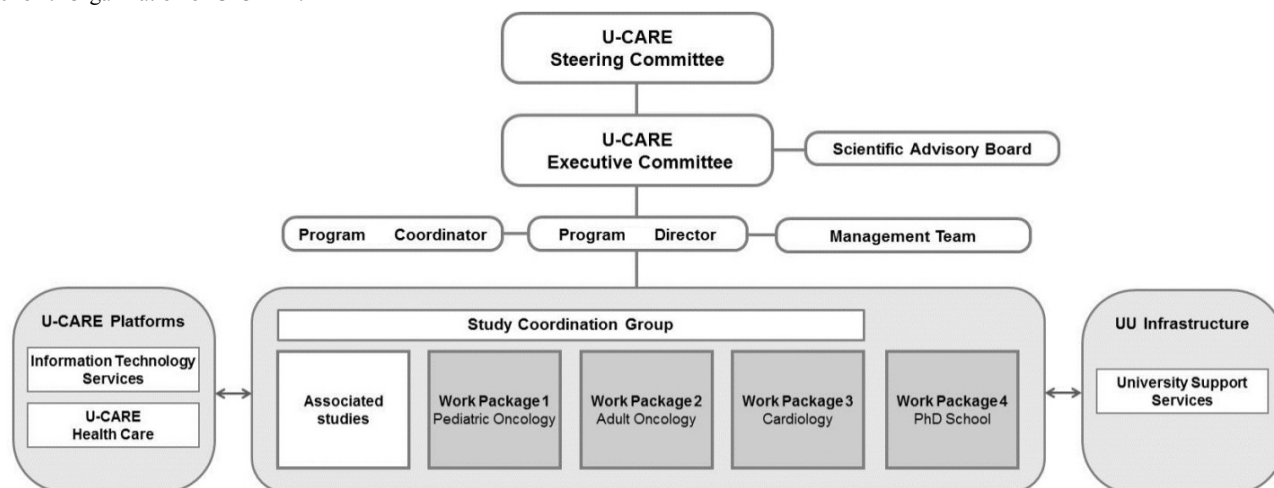 U-CARE
Steering Committee
U-CARE
Executive Committee
Scientific Advisory Board
Program Coordinator
Program Director
Management Team
U-CARE Platforms
Information Technology
Services
U-CARE
Health Care
Study Coordination Group
Associated
studies
Work Package 1
Pediatric Oncology
Work Package 2
Adult Oncology
Work Package 3
Cardiology
Work Package 4
PhD School
UU Infrastructure
University Support
Services